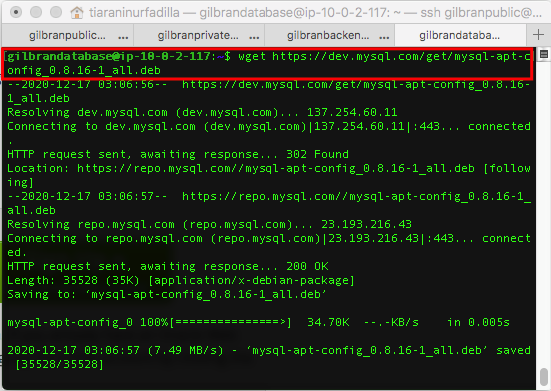 tiaraninurfadilla — gilbrandatabase@ip-10-0-2-117: ~ — ssh gilbranpublic@...
gilbranpublic... ... gilbranprivate... ... gilbranbacken... ... gilbrandataba... ... +
[gilbrandatabase@ip-10-0-2-117:~$ wget https://dev.mysql.com/get/mysql-apt-c
onfig_0.8.16-1_all.deb
--2020-12-17 03:06:56--  https://dev.mysql.com/get/mysql-apt-config_0.8.16-
1_all.deb
Resolving dev.mysql.com (dev.mysql.com)... 137.254.60.11
Connecting to dev.mysql.com (dev.mysql.com)|137.254.60.11|:443... connected
.
HTTP request sent, awaiting response... 302 Found
Location: https://repo.mysql.com//mysql-apt-config_0.8.16-1_all.deb [follow
ing]
--2020-12-17 03:06:57--  https://repo.mysql.com//mysql-apt-config_0.8.16-1_
all.deb
Resolving repo.mysql.com (repo.mysql.com)... 23.193.216.43
Connecting to repo.mysql.com (repo.mysql.com)|23.193.216.43|:443... connect
ed.
HTTP request sent, awaiting response... 200 OK
Length: 35528 (35K) [application/x-debian-package]
Saving to: ‘mysql-apt-config_0.8.16-1_all.deb’
mysql-apt-config_0 100%[===============>]  34.70K  --.-KB/s    in 0.005s
2020-12-17 03:06:57 (7.49 MB/s) - ‘mysql-apt-config_0.8.16-1_all.deb’ saved
[35528/35528]